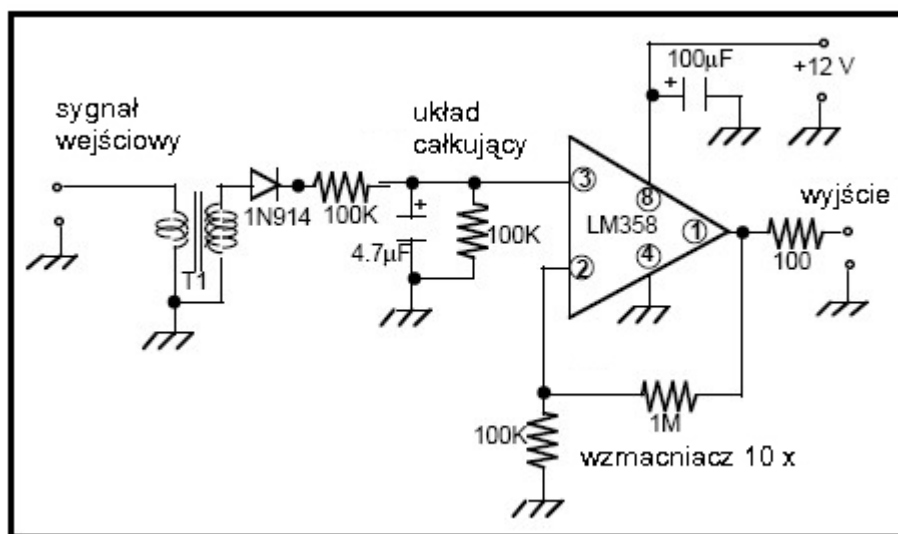 sygnał
wejściowy
T1
1N914
100K
układ
całkujący
+
4.7µF
100K
3
2
8
LM358
1
4
100µF
+
+12 V
wyjście
100
100K
1M
wzmacniacz 10 x